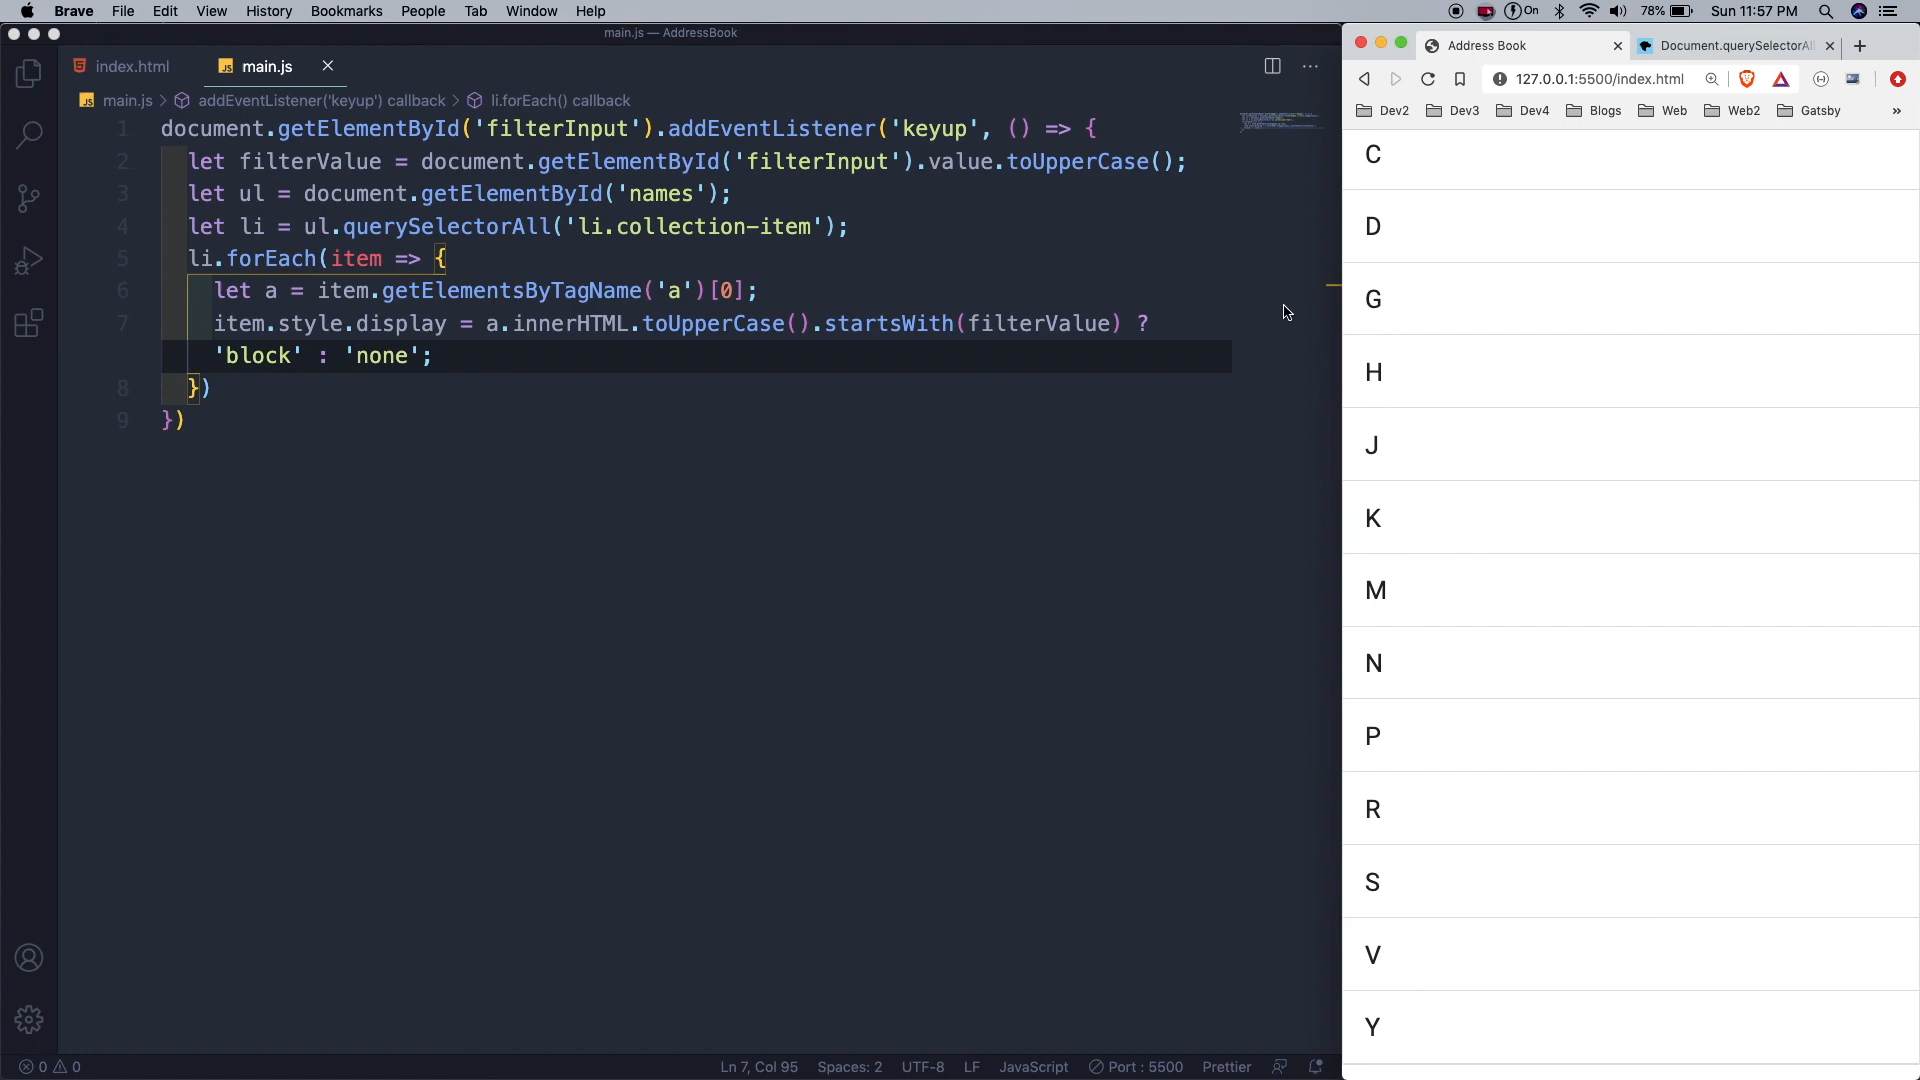 Brave File Edit View History Bookmarks People Tab Window Help
On 78% Sun 11:57 PM
main.js — AddressBook
index.html
main.js
main.js > addEventListener('keyup') callback > li.forEach() callback
1 document.getElementById('filterInput').addEventListener('keyup', () => {
2 let filterValue = document.getElementById('filterInput').value.toUpperCase();
3 let ul = document.getElementById('names');
4 let li = ul.querySelectorAll('li.collection-item');
5 li.forEach(item => {
6 let a = item.getElementsByTagName('a')[0];
7 item.style.display = a.innerHTML.toUpperCase().startsWith(filterValue) ?
'block' : 'none';
8 })
9 })
0 0
Ln 7, Col 95 Spaces: 2 UTF-8 LF JavaScript Port : 5500 Prettier
Address Book
Document.querySelectorAll
127.0.0.1:5500/index.html
Dev2 Dev3 Dev4 Blogs Web Web2 Gatsby »
C
D
G
H
J
K
M
N
P
R
S
V
Y